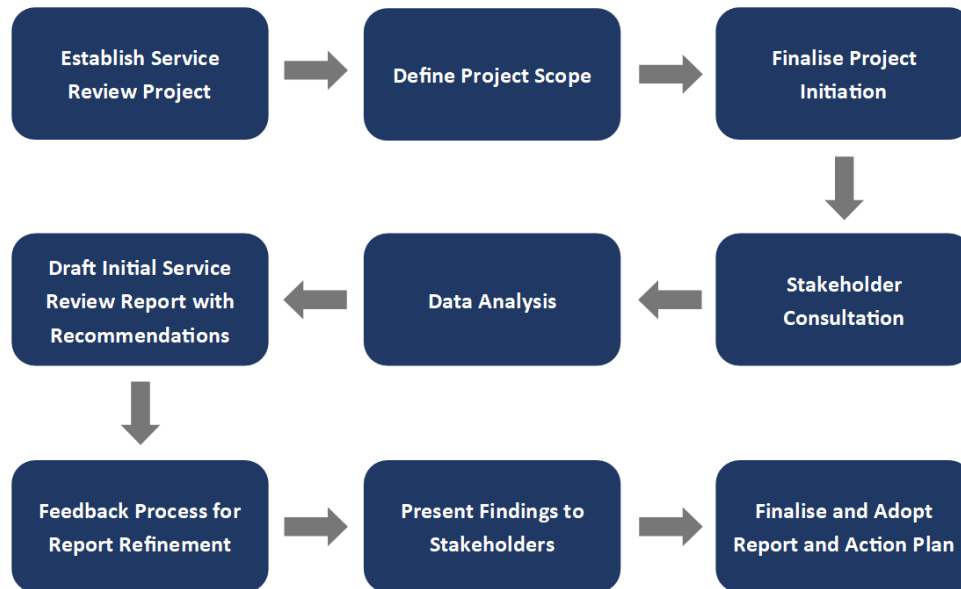 Establish Service
Review Project
Define Project Scope
Finalise Project
Initiation
Stakeholder
Consultation
Data Analysis
Draft Initial Service
Review Report with
Recommendations
Feedback Process for
Report Refinement
Present Findings to
Stakeholders
Finalise and Adopt
Report and Action Plan